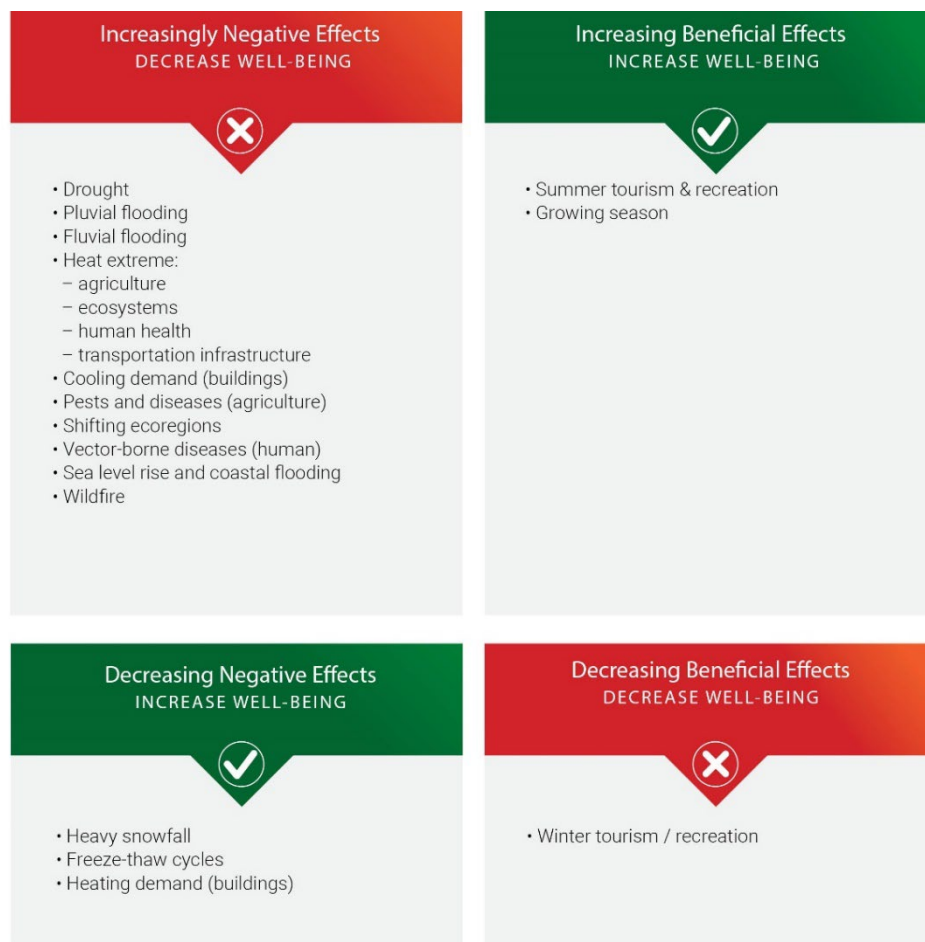 Increasingly Negative Effects
DECREASE WELL-BEING
• Drought
• Pluvial flooding
• Fluvial flooding
• Heat extreme:
– agriculture
– ecosystems
– human health
– transportation infrastructure
• Cooling demand (buildings)
• Pests and diseases (agriculture)
• Shifting ecoregions
• Vector-borne diseases (human)
• Sea level rise and coastal flooding
• Wildfire
Increasing Beneficial Effects
INCREASE WELL-BEING
• Summer tourism & recreation
• Growing season
Decreasing Negative Effects
INCREASE WELL-BEING
• Heavy snowfall
• Freeze-thaw cycles
• Heating demand (buildings)
Decreasing Beneficial Effects
DECREASE WELL-BEING
• Winter tourism / recreation